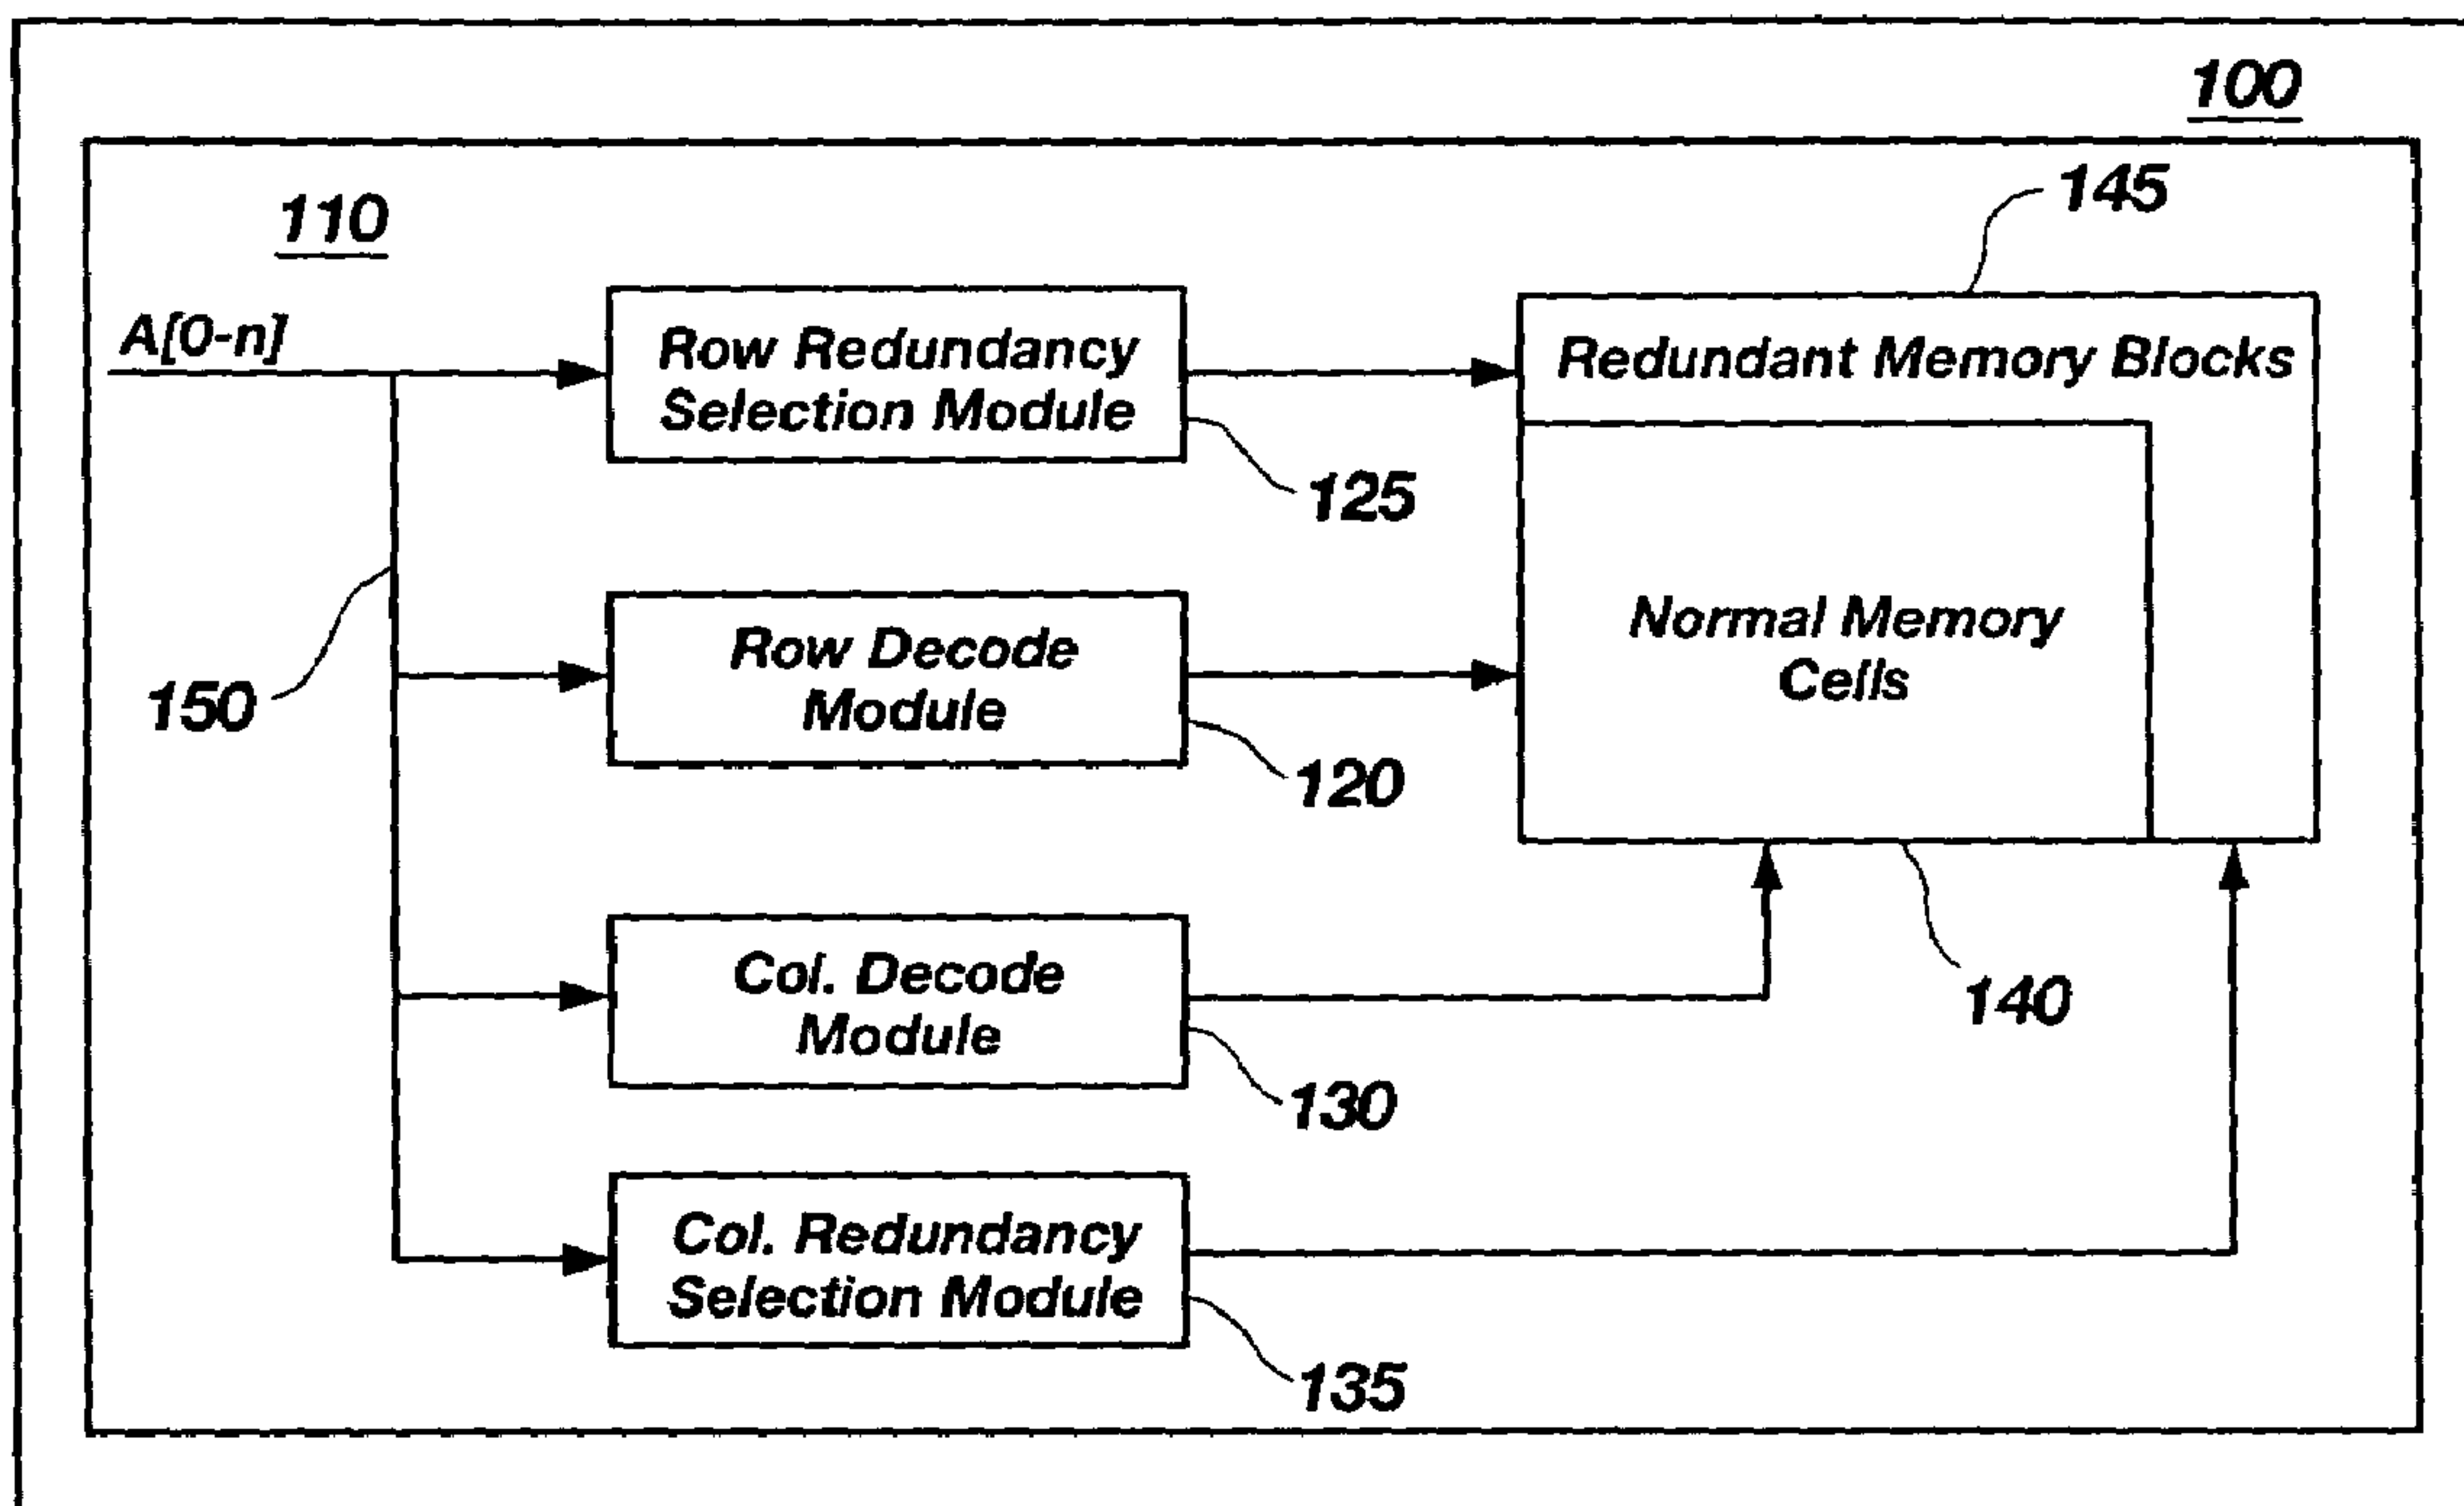 100
145
110
A[0-n]
Row Redundancy
Selection Module
Redundant Memory Blocks
125
Row Decode
Module
Normal Memory
Cells
150
120
Col. Decode
Module
140
130
Col. Redundancy
Selection Module
135